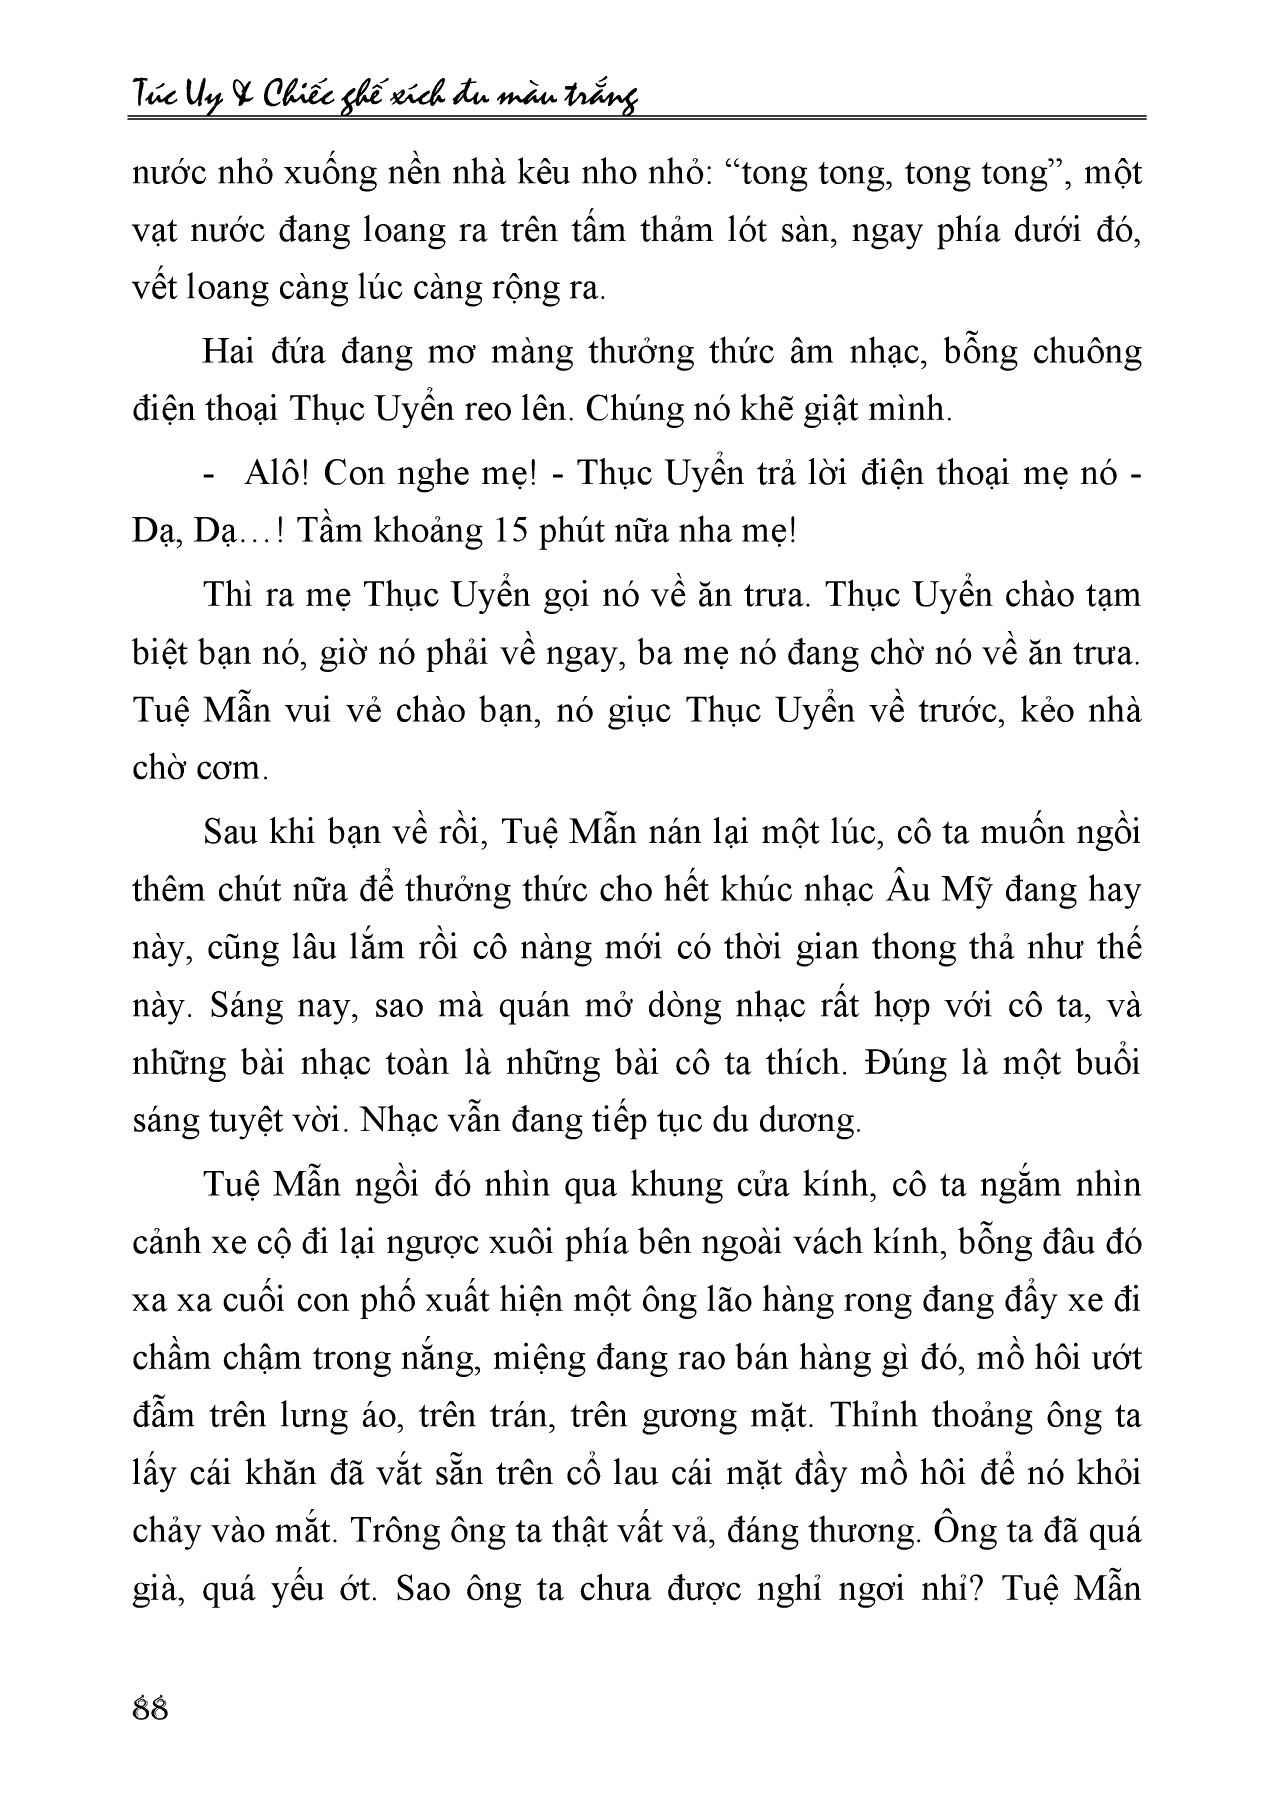 Túc Uy & Chiếc ghế xích đu màu trắng
nước nhỏ xuống nền nhà kêu nho nhỏ: “tong tong, tong tong”, một
vạt nước đang loang ra trên tấm thảm lót sàn, ngay phía dưới đó,
vết loang càng lúc càng rộng ra.
Hai đứa đang mơ màng thưởng thức âm nhạc, bỗng chuông
điện thoại Thục Uyển reo lên. Chúng nó khẽ giật mình.
- Alô! Con nghe mẹ! - Thục Uyển trả lời điện thoại mẹ nó -
Dạ, Dạ…! Tầm khoảng 15 phút nữa nha mẹ!
Thì ra mẹ Thục Uyển gọi nó về ăn trưa. Thục Uyển chào tạm
biệt bạn nó, giờ nó phải về ngay, ba mẹ nó đang chờ nó về ăn trưa.
Tuệ Mẫn vui vẻ chào bạn, nó giục Thục Uyển về trước, kẻo nhà
chờ cơm.
Sau khi bạn về rồi, Tuệ Mẫn nán lại một lúc, cô ta muốn ngồi
thêm chút nữa để thưởng thức cho hết khúc nhạc Âu Mỹ đang hay
này, cũng lâu lắm rồi cô nàng mới có thời gian thong thả như thế
này. Sáng nay, sao mà quán mở dòng nhạc rất hợp với cô ta, và
những bài nhạc toàn là những bài cô ta thích. Đúng là một buổi
sáng tuyệt vời. Nhạc vẫn đang tiếp tục du dương.
Tuệ Mẫn ngồi đó nhìn qua khung cửa kính, cô ta ngắm nhìn
cảnh xe cộ đi lại ngược xuôi phía bên ngoài vách kính, bỗng đâu đó
xa xa cuối con phố xuất hiện một ông lão hàng rong đang đẩy xe đi
chầm chậm trong nắng, miệng đang rao bán hàng gì đó, mồ hôi ướt
đẫm trên lưng áo, trên trán, trên gương mặt. Thỉnh thoảng ông ta
lấy cái khăn đã vắt sẵn trên cổ lau cái mặt đầy mồ hôi để nó khỏi
chảy vào mắt. Trông ông ta thật vất vả, đáng thương. Ông ta đã quá
già, quá yếu ớt. Sao ông ta chưa được nghỉ ngơi nhỉ? Tuệ Mẫn
88